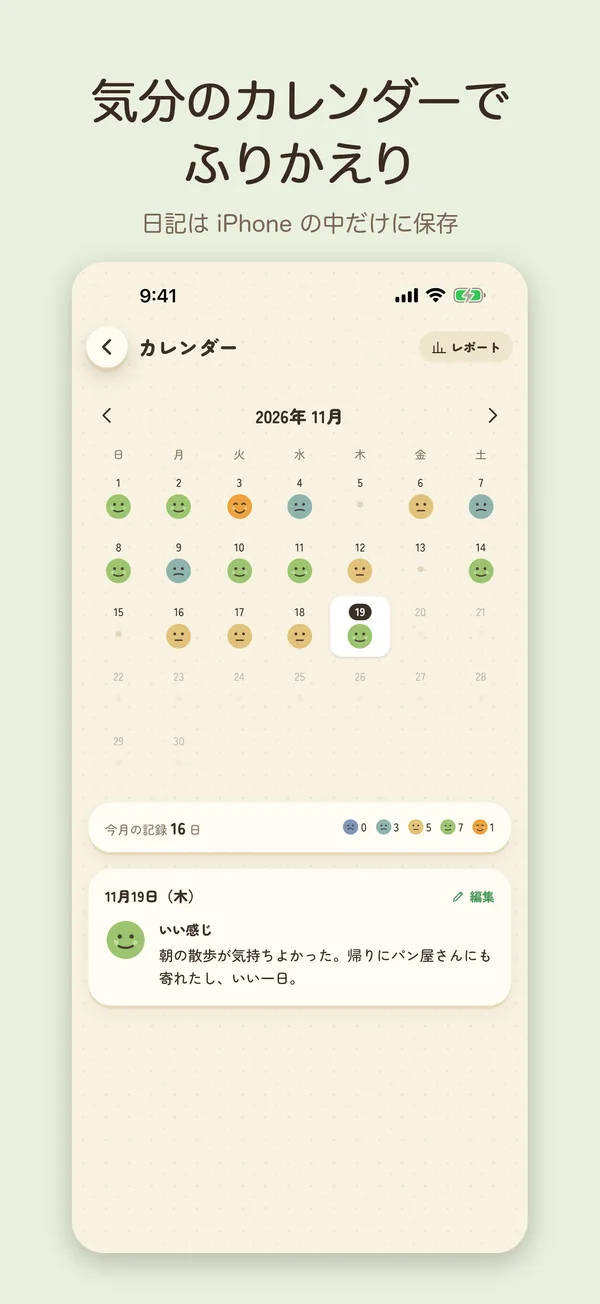 気分のカレンダーで
ふりかえり
日記は iPhone の中だけに保存
9:41
カレンダー
レポート
2026年 11月
日 月 火 水 木 金 土
1 2 3 4 5 6 7
8 9 10 11 12 13 14
15 16 17 18 19 20 21
22 23 24 25 26 27 28
29 30
今月の記録 16 日 0 3 5 7 1
11月19日（木） 編集
いい感じ
朝の散歩が気持ちよかった。帰りにパン屋さんにも
寄れたし、いい一日。